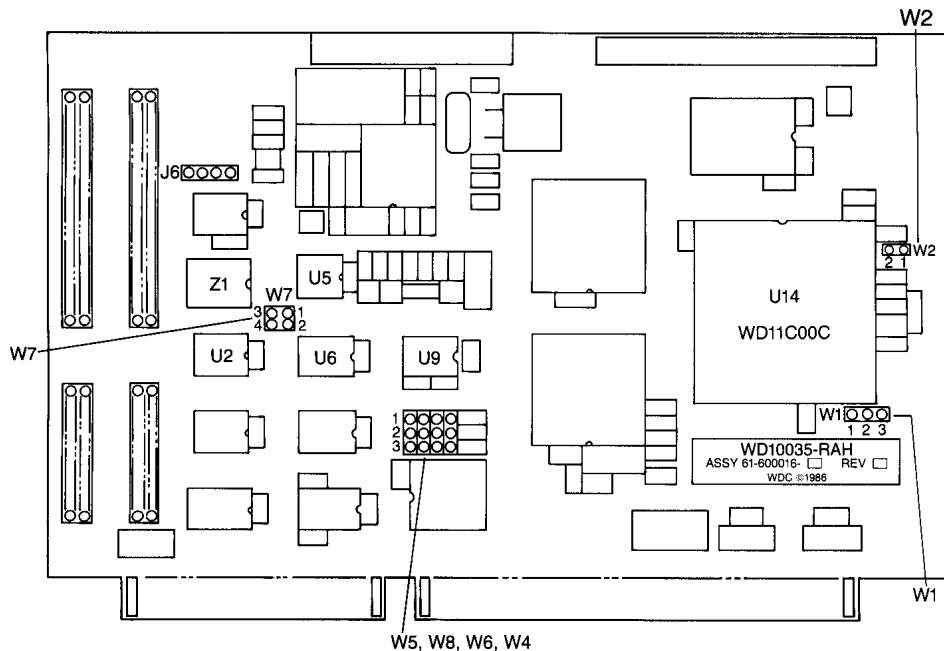 W2
J6
W2
2 1
Z1
U5
U14
WD11C00C
W7
3 1
4 2
W7
U2
U6
U9
1
2
3
W1
1 2 3
WD10035-RAH
ASSY 61-600016- REV
WDC ©1986
W1
W5, W8, W6, W4